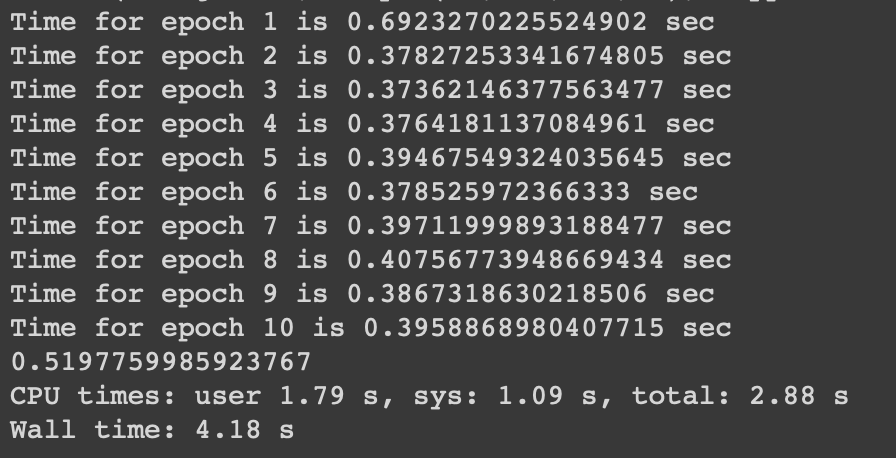 Time for epoch 1 is 0.6923270225524902 sec
Time for epoch 2 is 0.37827253341674805 sec
Time for epoch 3 is 0.37362146377563477 sec
Time for epoch 4 is 0.3764181137084961 sec
Time for epoch 5 is 0.39467549324035645 sec
Time for epoch 6 is 0.378525972366333 sec
Time for epoch 7 is 0.39711999893188477 sec
Time for epoch 8 is 0.40756773948669434 sec
Time for epoch 9 is 0.3867318630218506 sec
Time for epoch 10 is 0.3958868980407715 sec
0.5197759985923767
CPU times: user 1.79 s, sys: 1.09 s, total: 2.88 s
Wall time: 4.18 s